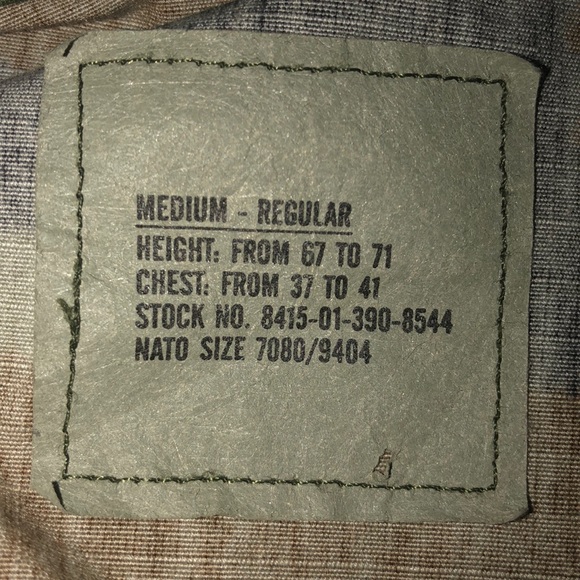 MEDIUM - REGULAR
HEIGHT: FROM 67 TO 71
CHEST: FROM 37 TO 41
STOCK NO. 8415-01-390-8544
NATO SIZE 7080/9404